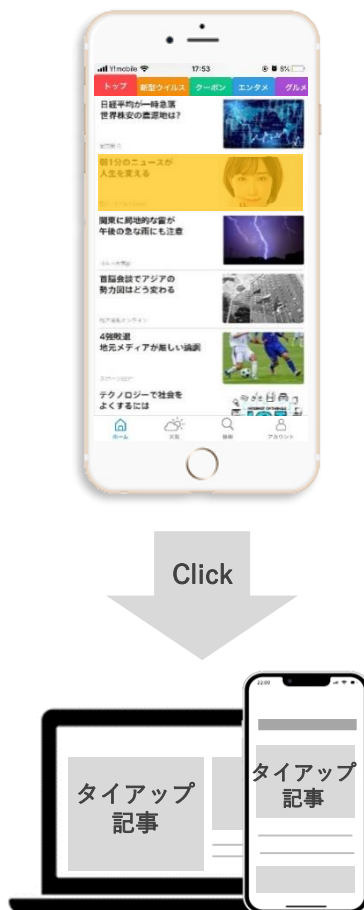 Y!mobile
17:53
8%
トップ
新型ウイルス
クーポン
エンタメ
グルメ
日経平均が一時急落
世界株安の震源地は?
朝1分のニュースが
人生を変える
関東に局地的な雷が
午後の急な雨にも注意
首脳会談でアジアの
勢力図はどう変わる
4強敗退
地元メディアが厳しい論調
テクノロジーで社会を
よくするには
ホーム
天気
検索
アカウント
Click
22:09
タイアップ
記事
タイアップ
記事